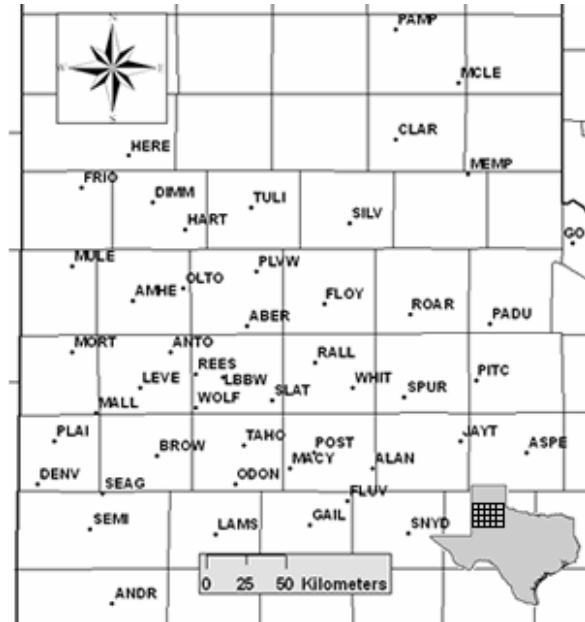 PAMP
MCLE
N
W E
S
CLAR
HERE
MEMP
FRIO
DIMM
TULI
HART
SILV
GO
MULE
PLVW
OLTO
AMHE
FLOY
ROAR
ABER
PADU
MORT
ANTO
RALL
REES
LEVE
LBBW
WHIT
PITC
WOLF
SLAT
SPUR
MALL
PLAI
TAHO
BROW
POST
JAYT
ASPE
MACY
ALAN
DENV
SEAG
ODON
FLUV
SEMI
LAMS
GAIL
SNYD
0 25 50 Kilometers
ANDR